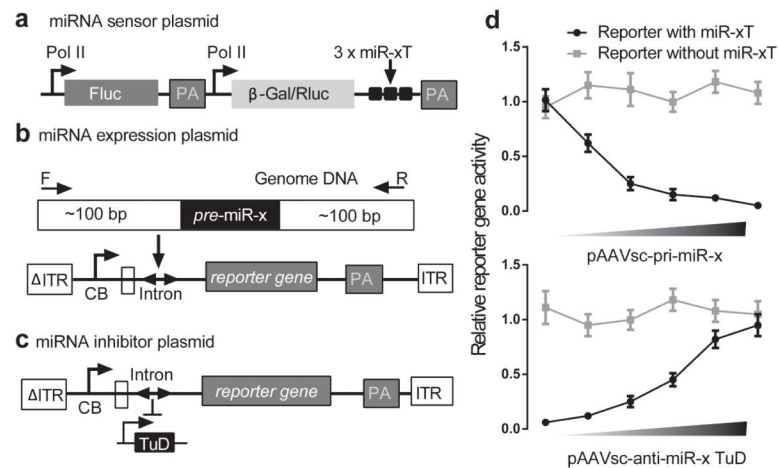 a miRNA sensor plasmid
Pol II
Pol II
3 x miR-xT
Fluc
PA
β-Gal/Rluc
PA
b miRNA expression plasmid
F
Genome DNA
R
~100 bp
pre-miR-x
~100 bp
ΔITR
CB
Intron
reporter gene
PA
ITR
c miRNA inhibitor plasmid
Intron
ΔITR
CB
reporter gene
PA
ITR
TuD
d
Reporter with miR-xT
Reporter without miR-xT
Relative reporter gene activity
1.5
1.0
0.5
0.0
pAAVsc-pri-miR-x
1.5
1.0
0.5
0.0
pAAVsc-anti-miR-x TuD